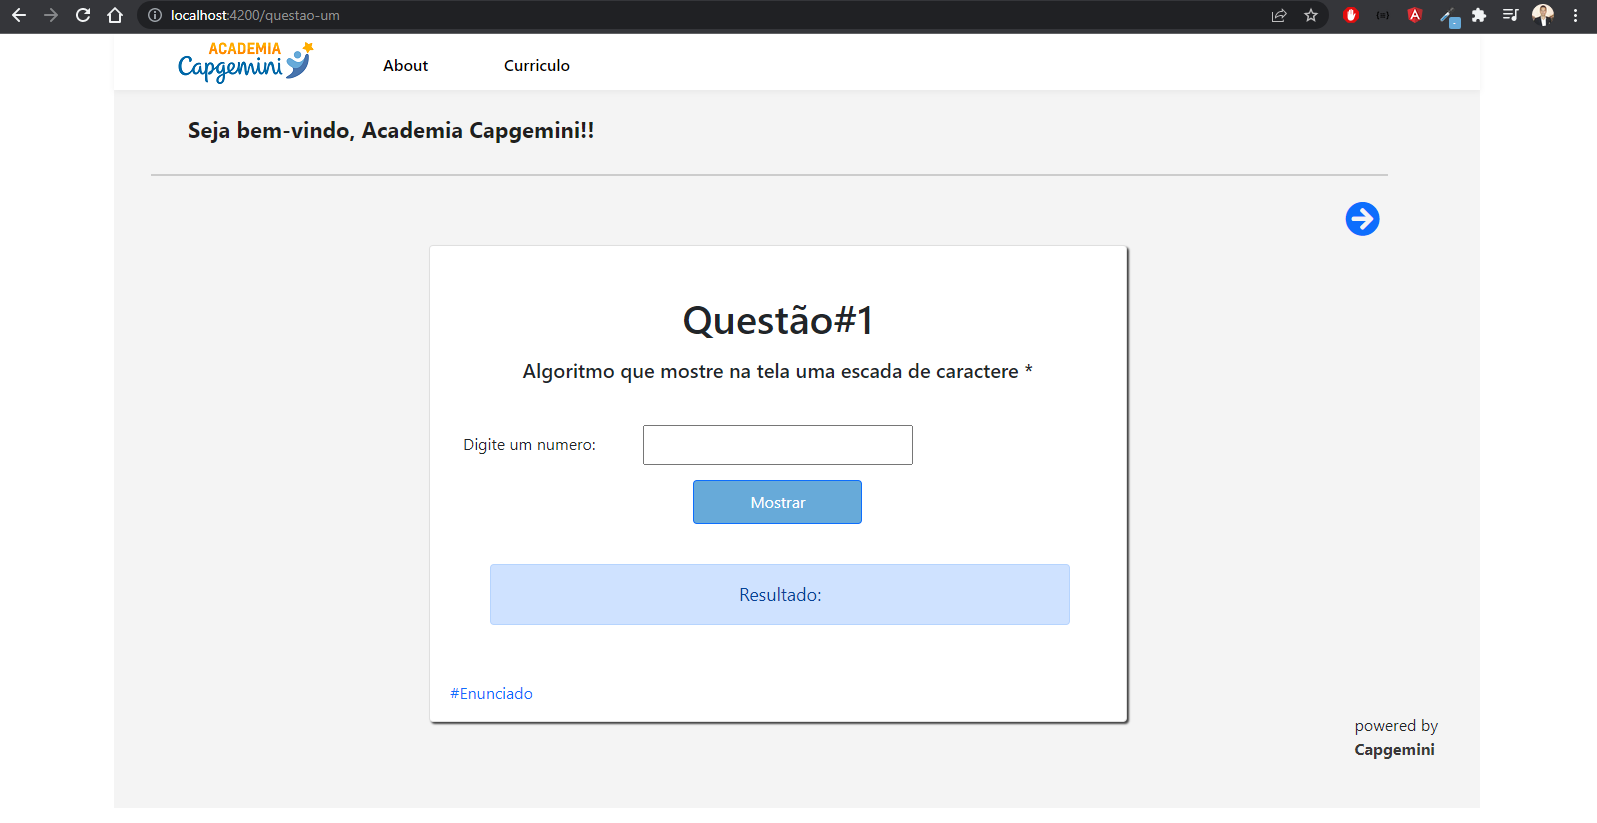 localhost:4200/questao-um
ACADEMIA
Capgemini
About
Curriculo
Seja bem-vindo, Academia Capgemini!!
Questão#1
Algoritmo que mostre na tela uma escada de caractere *
Digite um numero:
Mostrar
Resultado:
#Enunciado
powered by
Capgemini